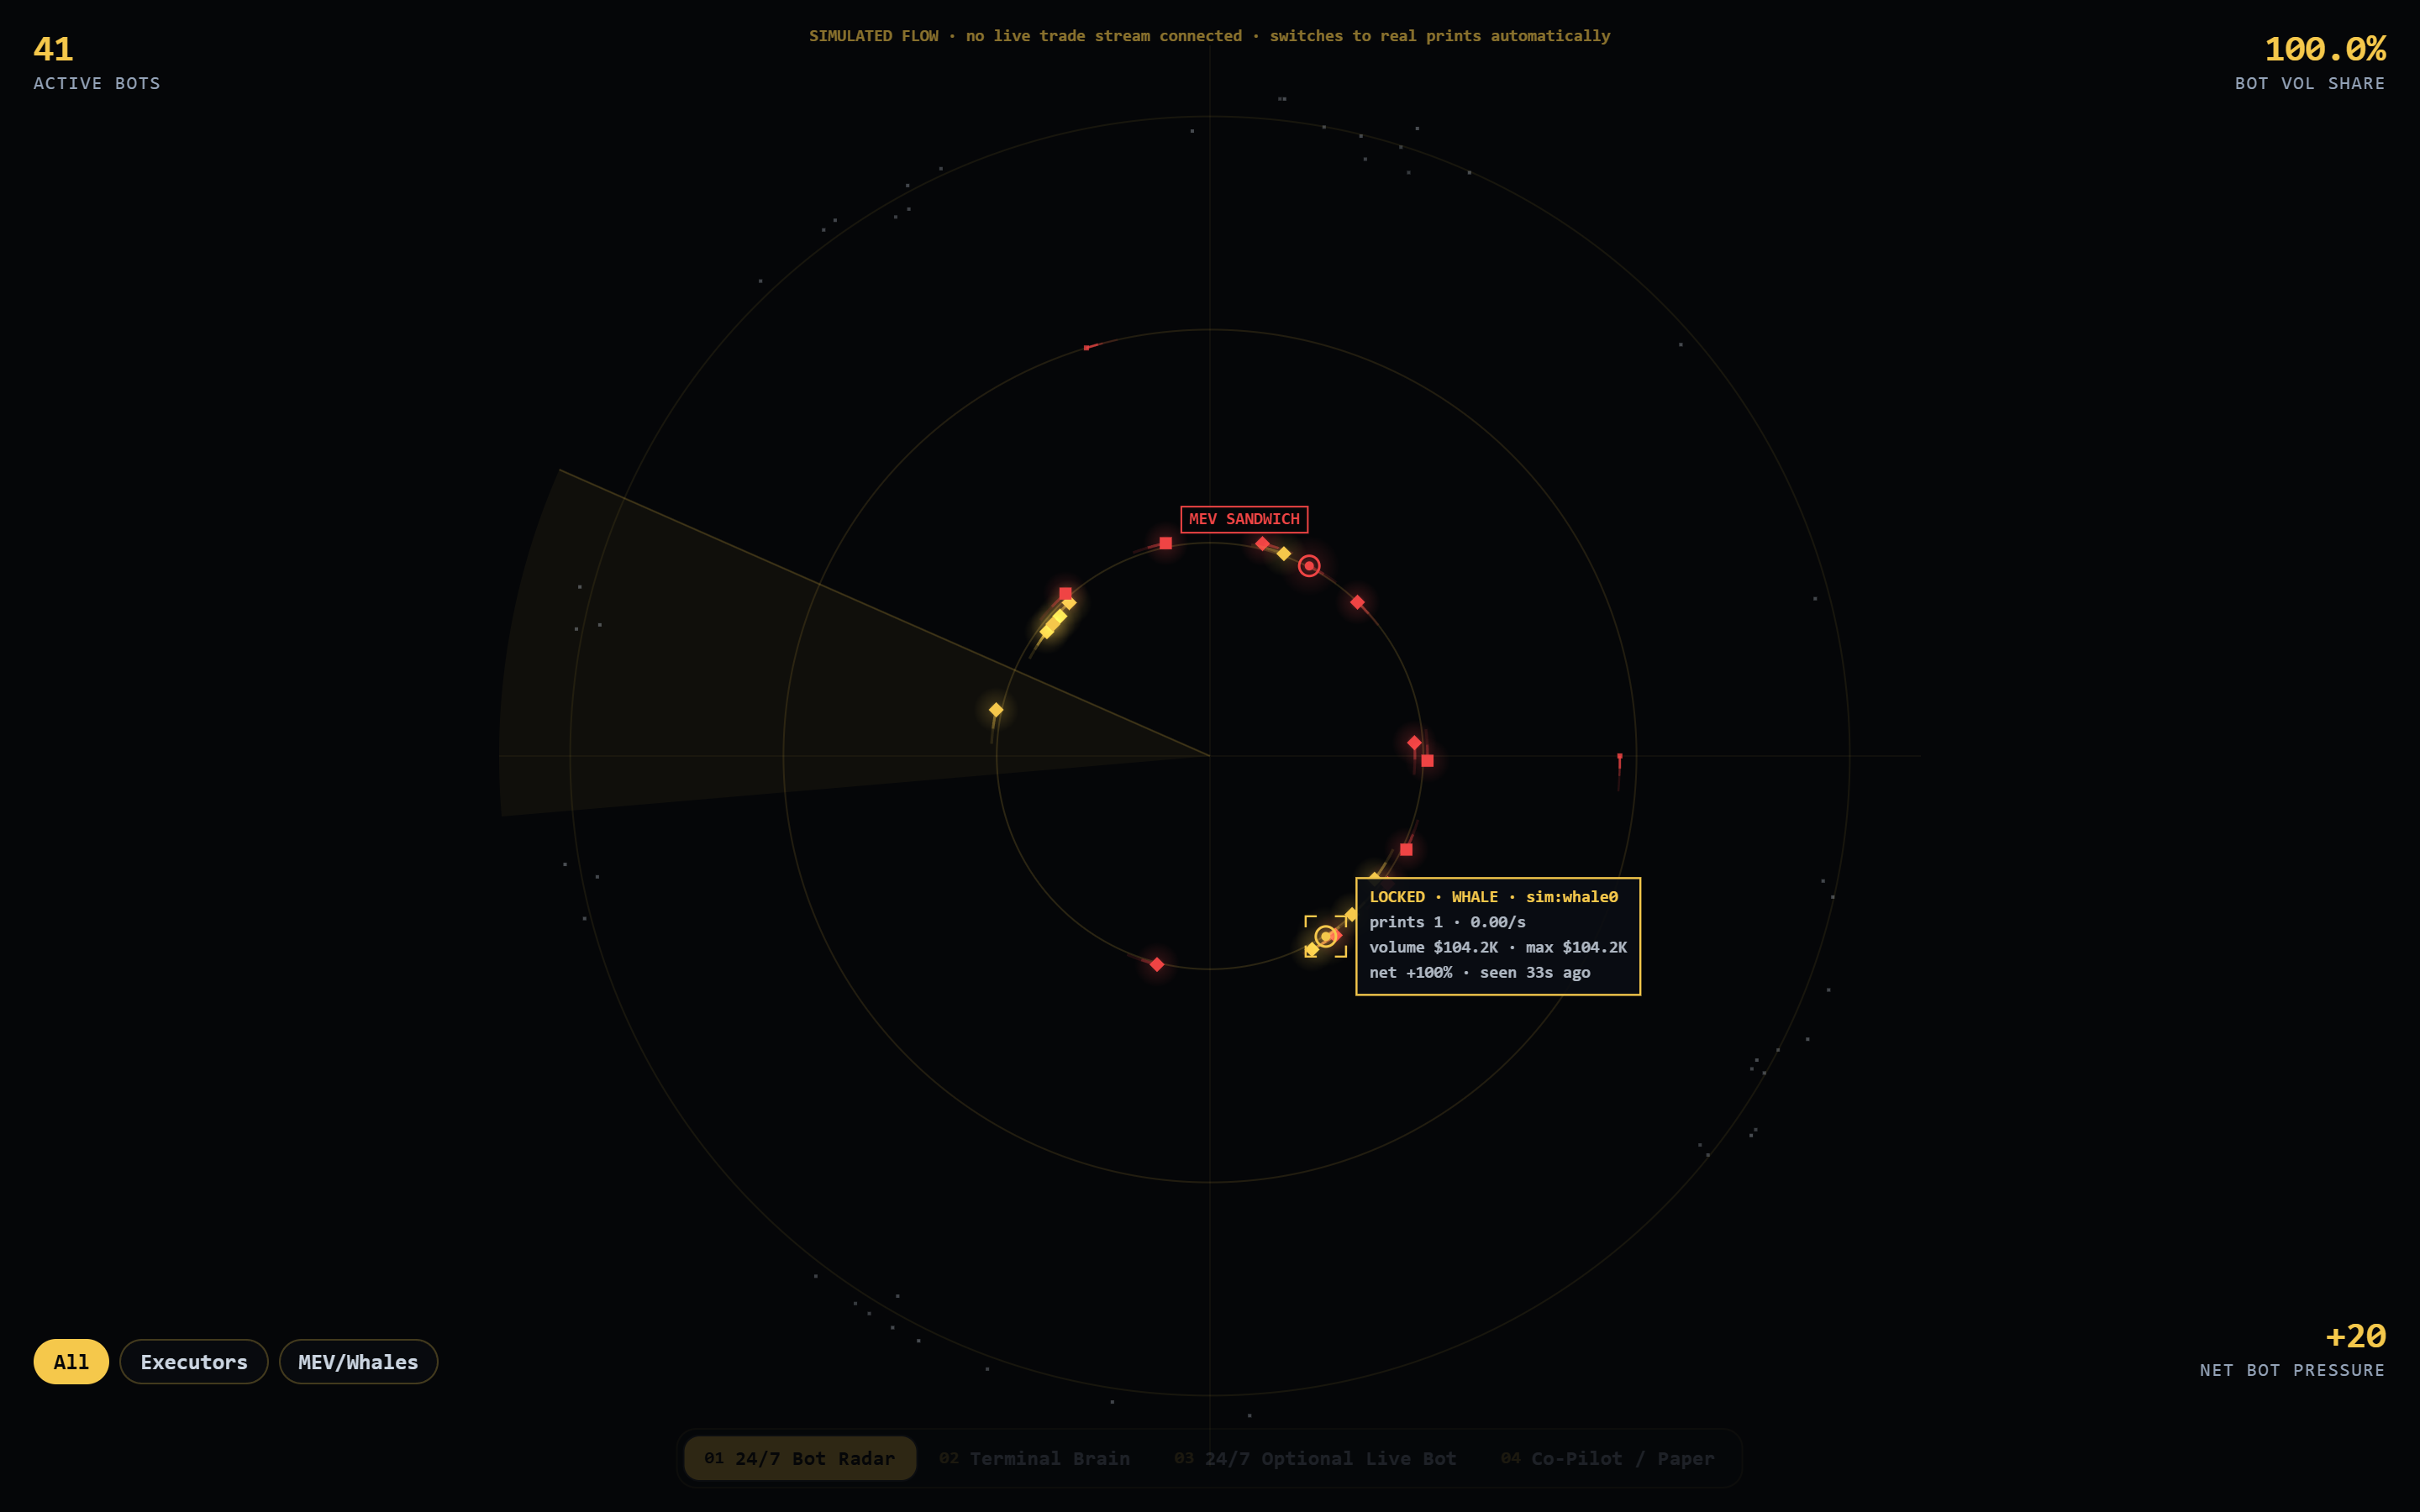 41
ACTIVE BOTS
SIMULATED FLOW · no live trade stream connected · switches to real prints automatically
100.0%
BOT VOL SHARE
MEV SANDWICH
LOCKED · WHALE · sim:whale0
prints 1 · 0.00/s
volume $104.2K · max $104.2K
net +100% · seen 33s ago
All
Executors
MEV/Whales
+20
NET BOT PRESSURE
01 24/7 Bot Radar
02 Terminal Brain
03 24/7 Optional Live Bot
04 Co-Pilot / Paper